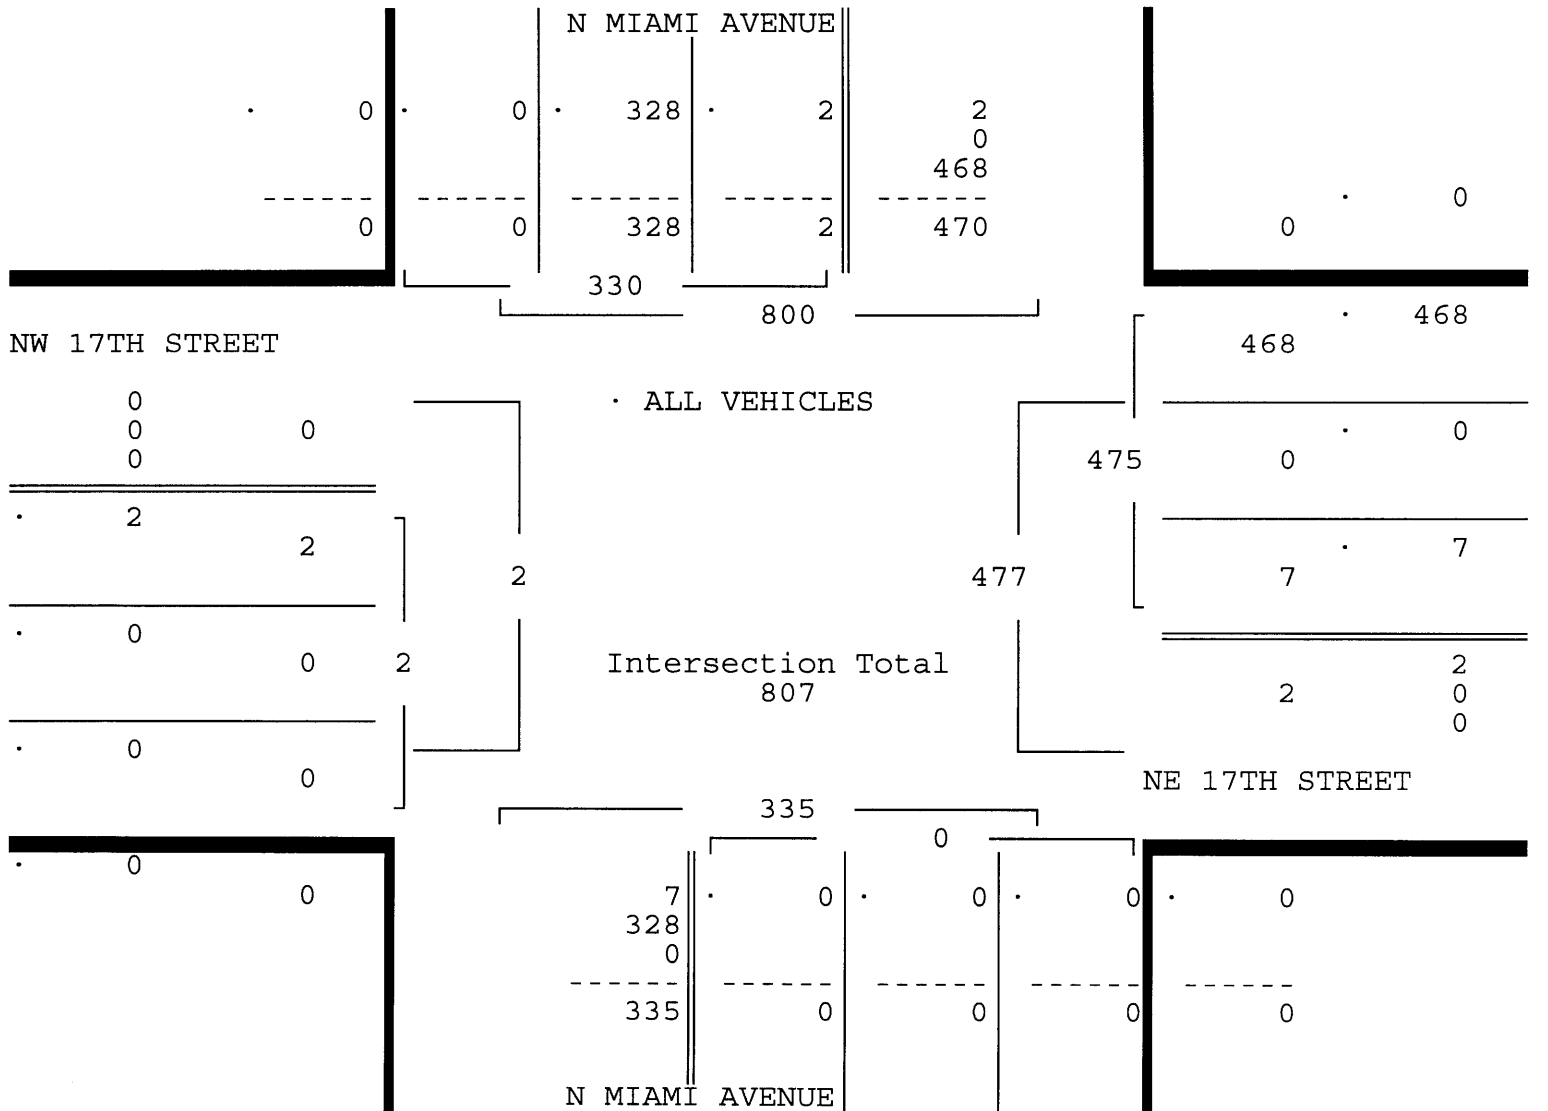 N MIAMI AVENUE
· 0 · 0 · 328 · 2 2
0
468
------ ------ ------ ------ ------ · 0
0 0 328 2 470 0
330
800 · 468
NW 17TH STREET 468
0 · ALL VEHICLES
0 0 · 0
0 475 0
· 2
2 · 7
2 477 7
· 0
0 2 Intersection Total 2
807 2 0
0
· 0
0 NE 17TH STREET
335
0
· 0
0 7 · 0 · 0 · 0 · 0
328
0
------ ------ ------ ------ ------
335 0 0 0 0
N MIAMI AVENUE